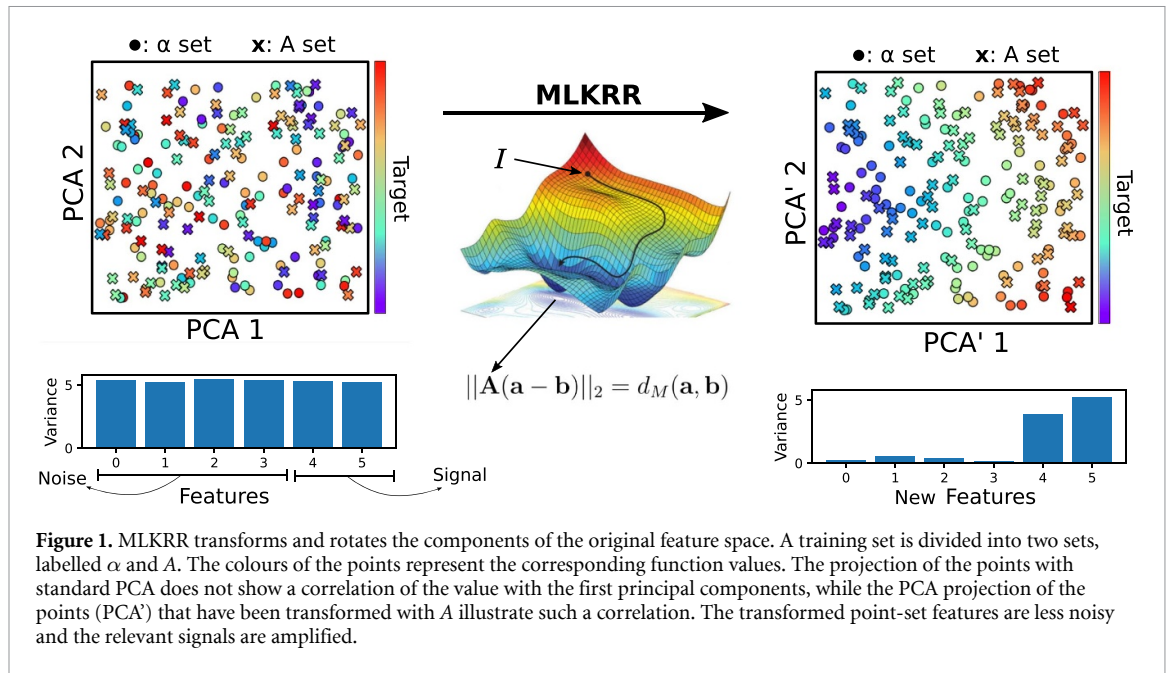 ●: α set x: A set
PCA 2
Target
PCA 1
MLKRR
I
||A(a − b)||₂ = d_M(a, b)
●: α set x: A set
PCA' 2
Target
PCA' 1
Variance
5
0
0 1 2 3 4 5
Noise
Signal
Features
Variance
5
0
0 1 2 3 4 5
New Features
Figure 1. MLKRR transforms and rotates the components of the original feature space. A training set is divided into two sets,
labelled α and A. The colours of the points represent the corresponding function values. The projection of the points with
standard PCA does not show a correlation of the value with the first principal components, while the PCA projection of the
points (PCA’) that have been transformed with A illustrate such a correlation. The transformed point-set features are less noisy
and the relevant signals are amplified.